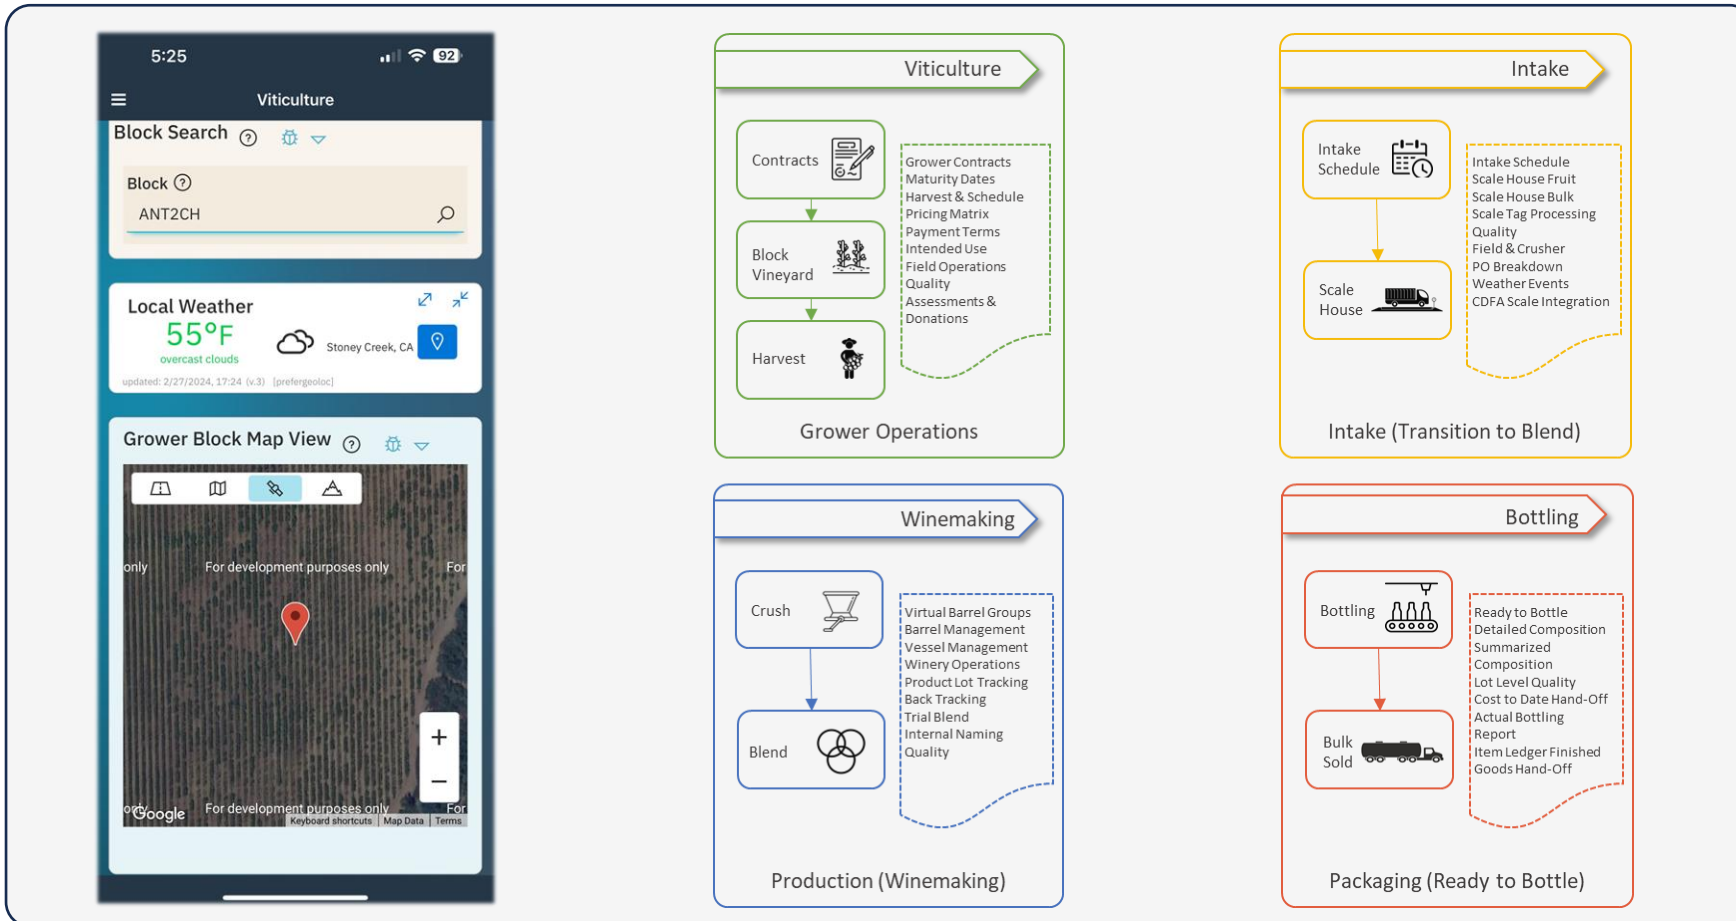 5:25
92
Viticulture
Block Search
Block
ANT2CH
Local Weather
55°F
overcast clouds
Stoney Creek, CA
updated: 2/27/2024, 17:24 (v.3) [prefergeoloc]
Grower Block Map View
only For development purposes only For
only For development purposes only For
Google
Keyboard shortcuts Map Data Terms
Viticulture
Contracts
Block
Vineyard
Harvest
Grower Contracts
Maturity Dates
Harvest & Schedule
Pricing Matrix
Payment Terms
Intended Use
Field Operations
Quality
Assessments &
Donations
Grower Operations
Intake
Intake
Schedule
Scale
House
Intake Schedule
Scale House Fruit
Scale House Bulk
Scale Tag Processing
Quality
Field & Crusher
PO Breakdown
Weather Events
CDFA Scale Integration
Intake (Transition to Blend)
Winemaking
Crush
Blend
Virtual Barrel Groups
Barrel Management
Vessel Management
Winery Operations
Product Lot Tracking
Back Tracking
Trial Blend
Internal Naming
Quality
Production (Winemaking)
Bottling
Bottling
Bulk
Sold
Ready to Bottle
Detailed Composition
Summarized
Composition
Lot Level Quality
Cost to Date Hand-Off
Actual Bottling
Report
Item Ledger Finished
Goods Hand-Off
Packaging (Ready to Bottle)